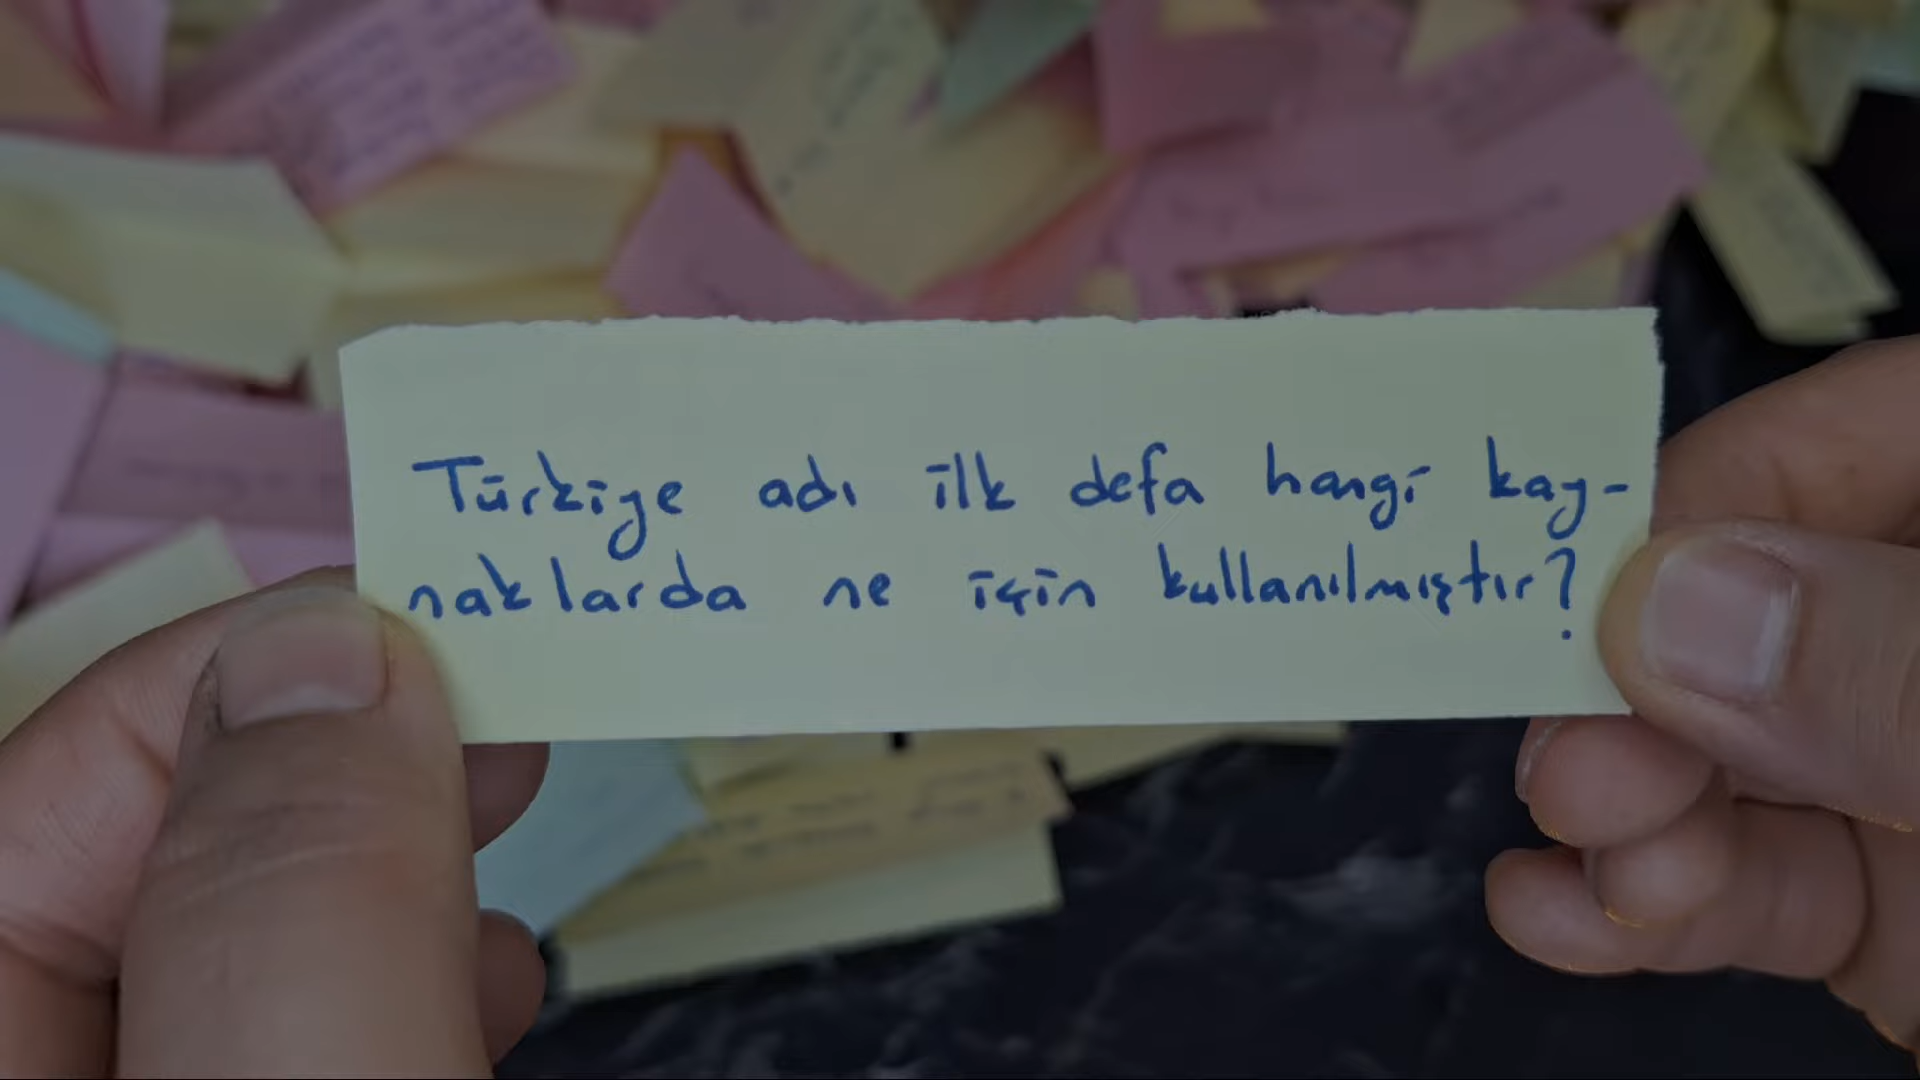 Türkiye adı ilk defa hangi kay-
naklarda ne için kullanılmıştır?